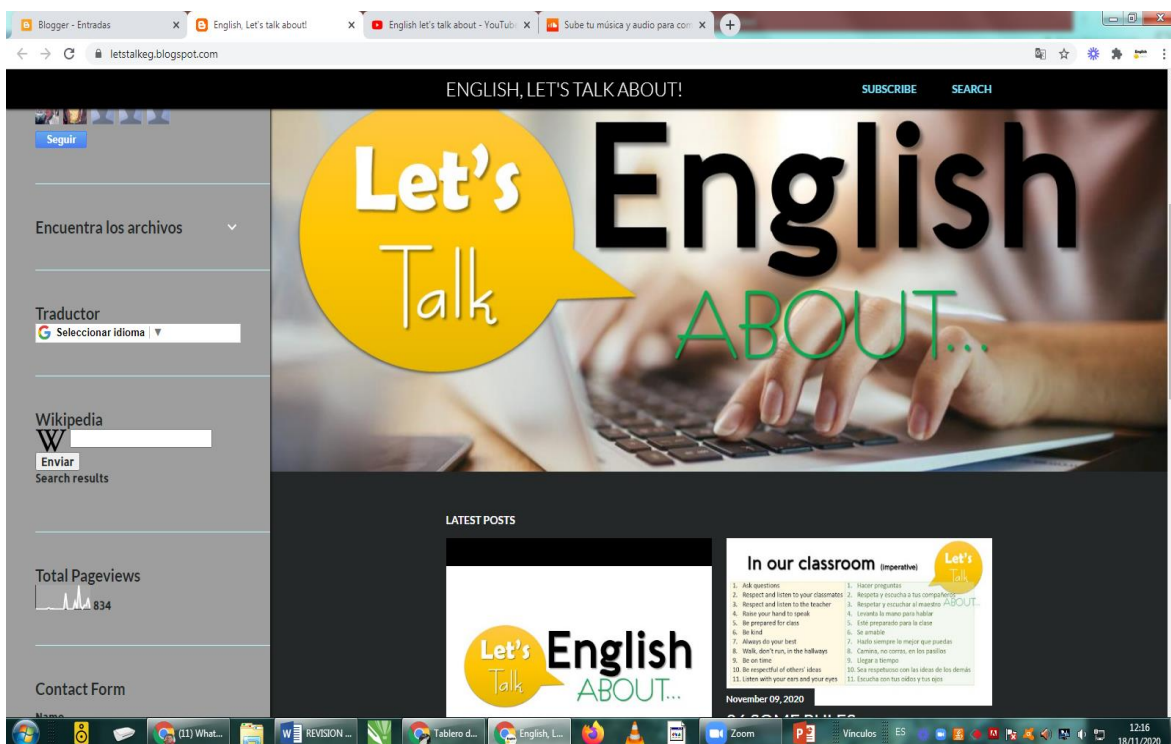 Blogger - Entradas
English, Let's talk about!
English let's talk about - YouTub
Sube tu música y audio para com
letstalkeg.blogspot.com
ENGLISH, LET'S TALK ABOUT!
SUBSCRIBE
SEARCH
Seguir
Encuentra los archivos
Traductor
Seleccionar idioma
Wikipedia
W
Enviar
Search results
Total Pageviews
834
Contact Form
Name
Let's
Talk
English
ABOUT...
LATEST POSTS
Let's
Talk
English
ABOUT...
In our classroom (imperative)
Let's
Talk
ABOUT...
1. Ask questions
2. Respect and listen to your classmates
3. Respect and listen to the teacher
4. Raise your hand to speak
5. Be prepared for class
6. Be kind
7. Always do your best
8. Walk, don't run, in the hallways
9. Be on time
10. Be respectful of others' ideas
11. Listen with your ears and your eyes
1. Hacer preguntas
2. Respeta y escucha a tus compañeros
3. Respetar y escuchar al maestro
4. Levanta la mano para hablar
5. Esté preparado para la clase
6. Se amable
7. Hazlo siempre lo mejor que puedas
8. Camina, no corras, en los pasillos
9. Llegar a tiempo
10. Sea respetuoso con las ideas de los demás
11. Escucha con tus oídos y tus ojos
November 09, 2020
SOME RULES
(11) What...
REVISION ...
Tablero d...
English, L...
Zoom
Vínculos
ES
12:16
18/11/2020